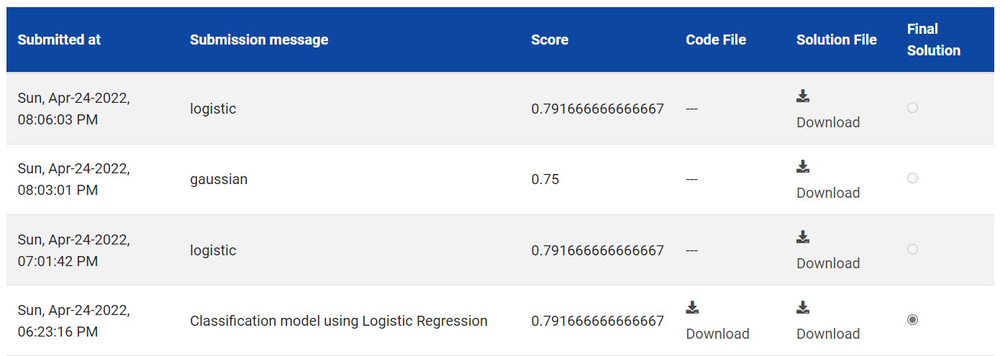 Submitted at Submission message Score Code File Solution File Final
Solution
Sun, Apr-24-2022,
08:06:03 PM
logistic 0.791666666666667 ---
Download
Sun, Apr-24-2022,
08:03:01 PM
gaussian 0.75 ---
Download
Sun, Apr-24-2022,
07:01:42 PM
logistic 0.791666666666667 ---
Download
Sun, Apr-24-2022,
06:23:16 PM
Classification model using Logistic Regression 0.791666666666667
Download Download